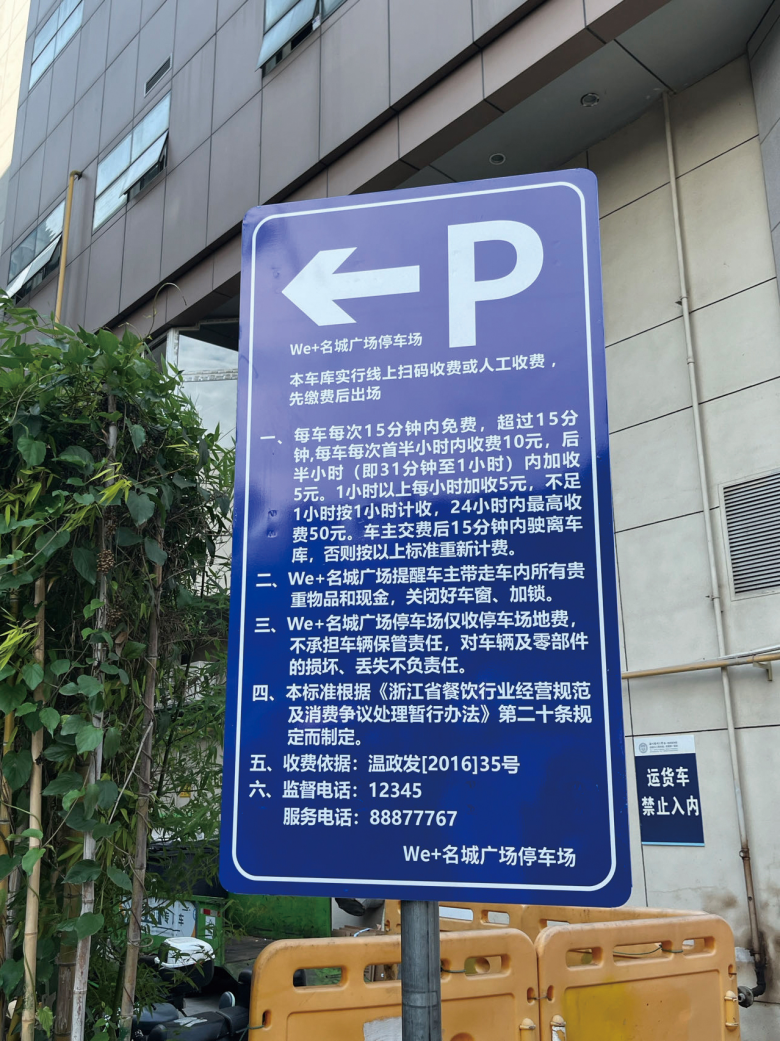 P
We+名城广场停车场
本车库实行线上扫码收费或人工收费，
先缴费后出场
一、每车每次15分钟内免费，超过15分
钟,每车每次首半小时内收费10元，后
半小时（即31分钟至1小时）内加收
5元。1小时以上每小时加收5元，不足
1小时按1小时计收，24小时内最高收
费50元。车主交费后15分钟内驶离车
库，否则按以上标准重新计费。
二、We+名城广场提醒车主带走车内所有贵
重物品和现金，关闭好车窗、加锁。
三、We+名城广场停车场仅收停车场地费，
不承担车辆保管责任，对车辆及零部件
的损坏、丢失不负责任。
四、本标准根据《浙江省餐饮行业经营规范
及消费争议处理暂行办法》第二十条规
定而制定。
五、收费依据：温政发[2016]35号
六、监督电话：12345
服务电话：88877767
We+名城广场停车场
运货车
禁止入内